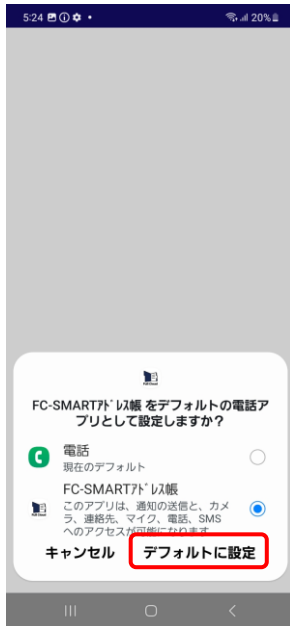 5:24
20%
FC-SMARTｱﾄﾞﾚｽ帳 をデフォルトの電話ア
プリとして設定しますか？
電話
現在のデフォルト
FC-SMARTｱﾄﾞﾚｽ帳
このアプリは、通知の送信と、カメ
ラ、連絡先、マイク、電話、SMS
へのアクセスが可能になります
キャンセル デフォルトに設定